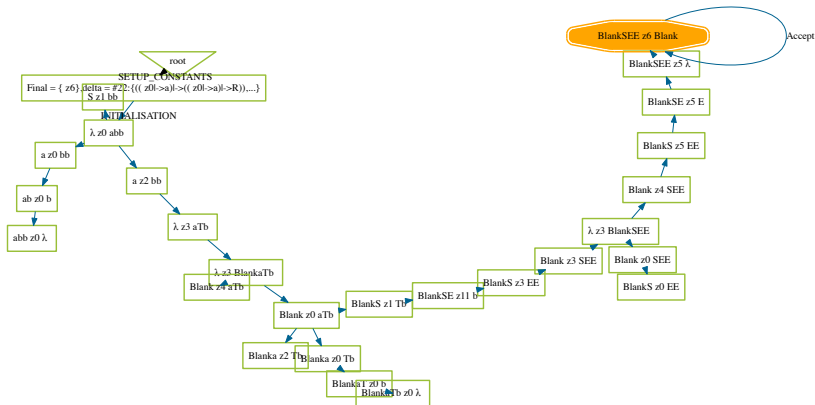 BlankSEE z6 Blank
Accept
root
BlankSEE z5 λ
SETUP_CONSTANTS
Final = { z6},delta = #22:{(( z0|->a)|->(( z0|->a)|->R)),...}
S z1 bb
BlankSE z5 E
INITIALISATION
λ z0 abb
BlankS z5 EE
a z0 bb
a z2 bb
Blank z4 SEE
ab z0 b
λ z3 aTb
λ z3 BlankSEE
abb z0 λ
Blank z3 SEE
Blank z0 SEE
λ z3 BlankaTb
BlankS z3 EE
Blank z4 aTb
BlankS z0 EE
BlankSE z11 b
BlankS z1 Tb
Blank z0 aTb
Blanka z2 Tb
Blanka z0 Tb
BlankaT z0 b
BlankaTb z0 λ